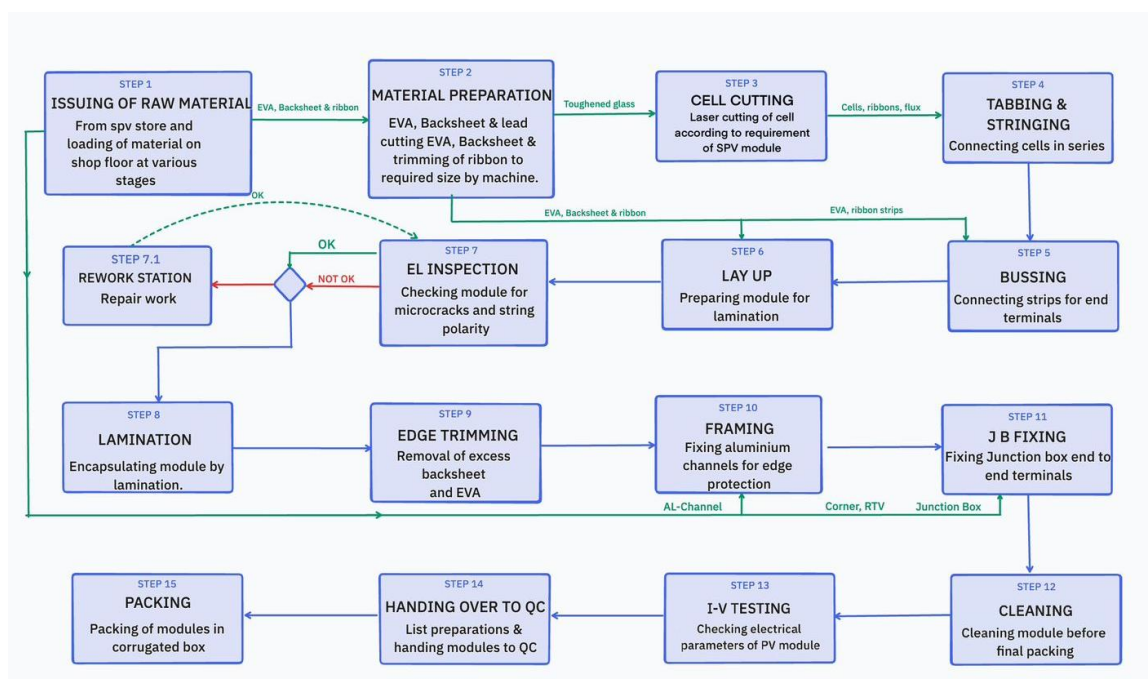 STEP 1
ISSUING OF RAW MATERIAL
From spv store and
loading of material on
shop floor at various
stages
EVA, Backsheet & ribbon
STEP 2
MATERIAL PREPARATION
EVA, Backsheet & lead
cutting EVA, Backsheet &
trimming of ribbon to
required size by machine.
Toughened glass
STEP 3
CELL CUTTING
Laser cutting of cell
according to requirement
of SPV module
Cells, ribbons, flux
STEP 4
TABBING &
STRINGING
Connecting cells in series
OK
EVA, Backsheet & ribbon
EVA, ribbon strips
STEP 7.1
REWORK STATION
Repair work
OK
NOT OK
STEP 7
EL INSPECTION
Checking module for
microcracks and string
polarity
STEP 6
LAY UP
Preparing module for
lamination
STEP 5
BUSSING
Connecting strips for end
terminals
STEP 8
LAMINATION
Encapsulating module by
lamination.
STEP 9
EDGE TRIMMING
Removal of excess
backsheet
and EVA
STEP 10
FRAMING
Fixing aluminium
channels for edge
protection
STEP 11
J B FIXING
Fixing Junction box end to
end terminals
AL-Channel
Corner, RTV
Junction Box
STEP 15
PACKING
Packing of modules in
corrugated box
STEP 14
HANDING OVER TO QC
List preparations &
handing modules to QC
STEP 13
I-V TESTING
Checking electrical
parameters of PV module
STEP 12
CLEANING
Cleaning module before
final packing